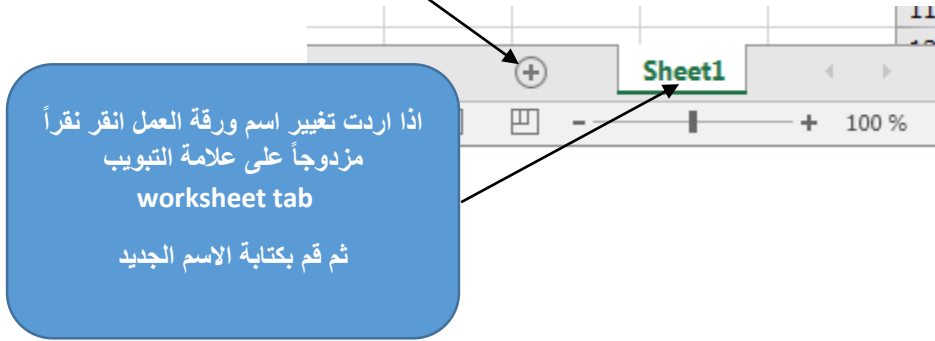 11
Sheet1
100 %
اذا اردت تغيير اسم ورقة العمل انقر نقراً
مزدوجاً على علامة التبويب
worksheet tab
ثم قم بكتابة الاسم الجديد